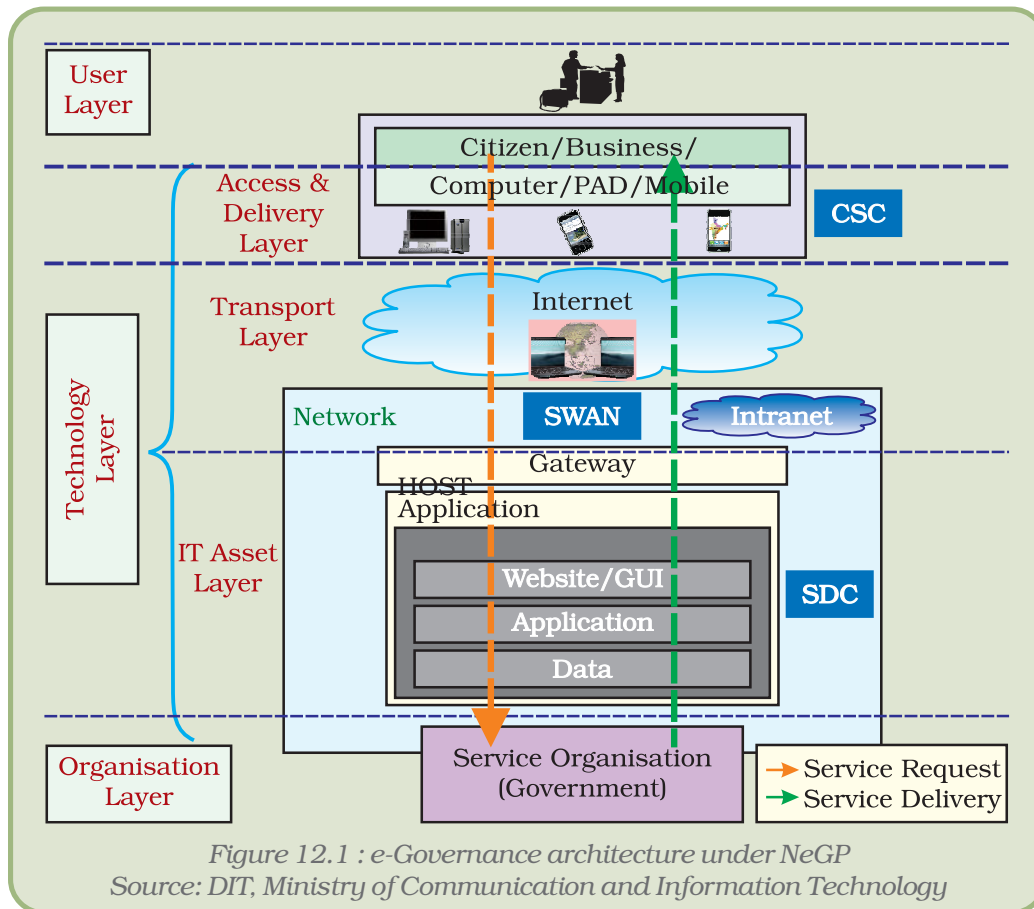 User
Layer
Citizen/Business/
Computer/PAD/Mobile
Access &
Delivery
Layer
CSC
Transport
Layer
Internet
Technology
Layer
Network
SWAN
Intranet
Gateway
HOST
Application
IT Asset
Layer
Website/GUI
Application
Data
SDC
Organisation
Layer
Service Organisation
(Government)
Service Request
Service Delivery
Figure 12.1 : e-Governance architecture under NeGP
Source: DIT, Ministry of Communication and Information Technology